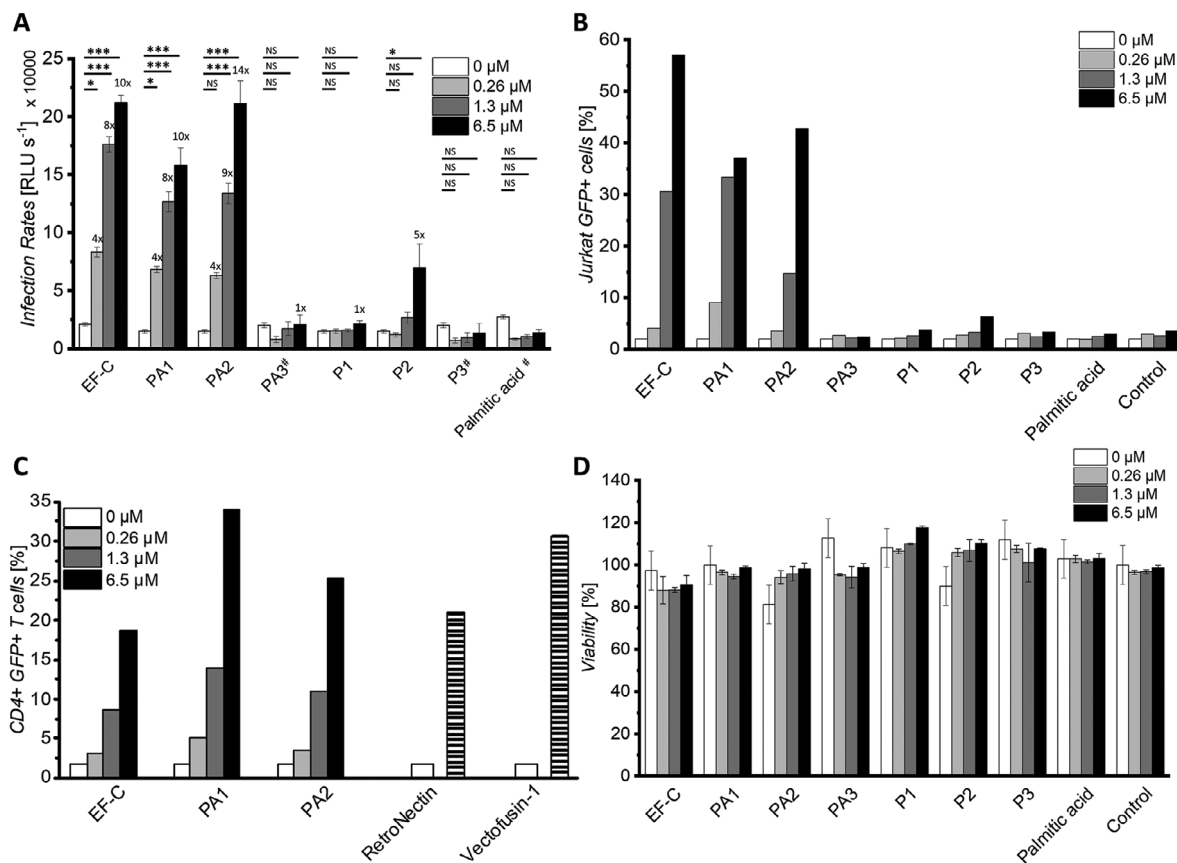 A
Infection Rates [RLU s⁻¹] x 10000
25
20
15
10
5
0
*** *** *
*** *** *
*** *** NS
NS NS NS
NS NS NS
* NS NS
NS NS NS
NS NS NS
0 µM
0.26 µM
1.3 µM
6.5 µM
4x 8x 10x
4x 8x 10x
4x 9x 14x
1x
1x
5x
EF-C PA1 PA2 PA3# P1 P2 P3# Palmitic acid #
B
Jurkat GFP+ cells [%]
60
50
40
30
20
10
0
0 µM
0.26 µM
1.3 µM
6.5 µM
EF-C PA1 PA2 PA3 P1 P2 P3 Palmitic acid Control
C
CD4+ GFP+ T cells [%]
35
30
25
20
15
10
5
0
0 µM
0.26 µM
1.3 µM
6.5 µM
EF-C PA1 PA2 RetroNectin Vectofusin-1
D
Viability [%]
140
120
100
80
60
40
20
0
0 µM
0.26 µM
1.3 µM
6.5 µM
EF-C PA1 PA2 PA3 P1 P2 P3 Palmitic acid Control